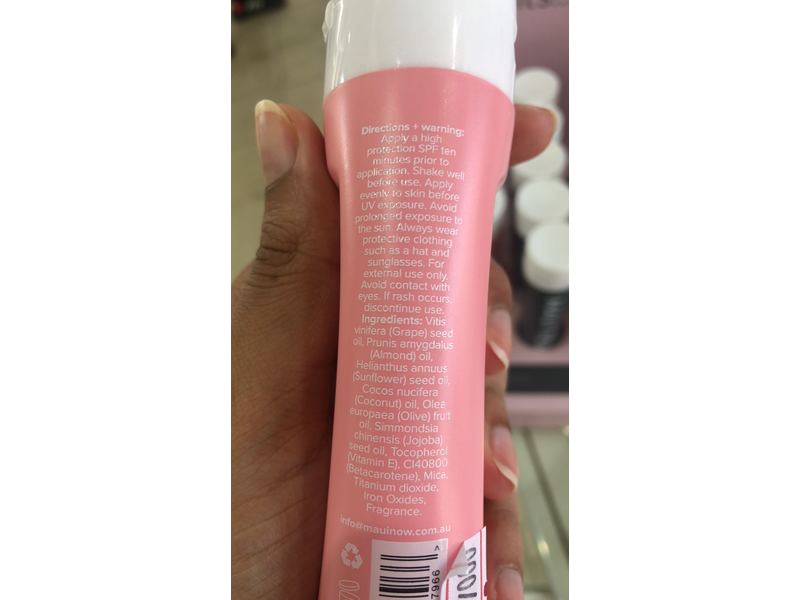 Directions + warning:
Apply a high
protection SPF ten
minutes prior to
application. Shake well
before use. Apply
evenly to skin before
UV exposure. Avoid
prolonged exposure to
the sun. Always wear
protective clothing
such as a hat and
sunglasses. For
external use only.
Avoid contact with
eyes. If rash occurs,
discontinue use.
Ingredients: Vitis
vinifera (Grape) seed
oil, Prunis amygdalus
(Almond) oil,
Helianthus annuus
(Sunflower) seed oil,
Cocos nucifera
(Coconut) oil, Olea
europaea (Olive) fruit
oil, Simmondsia
chinensis (Jojoba)
seed oil, Tocopherol
(Vitamin E), CI40800
(Betacarotene), Mica,
Titanium dioxide,
Iron Oxides,
Fragrance.
info@mauinow.com.au